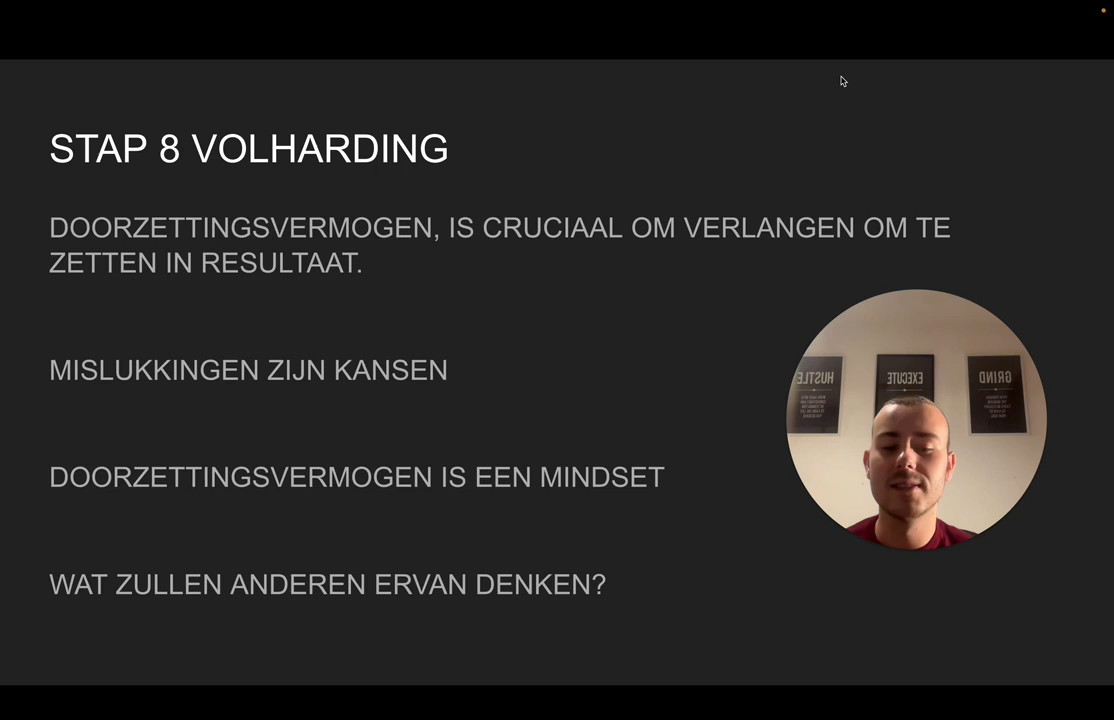 STAP 8 VOLHARDING
DOORZETTINGSVERMOGEN, IS CRUCIAAL OM VERLANGEN OM TE
ZETTEN IN RESULTAAT.
MISLUKKINGEN ZIJN KANSEN
DOORZETTINGSVERMOGEN IS EEN MINDSET
WAT ZULLEN ANDEREN ERVAN DENKEN?
HUSTLE
EXECUTE
GRIND